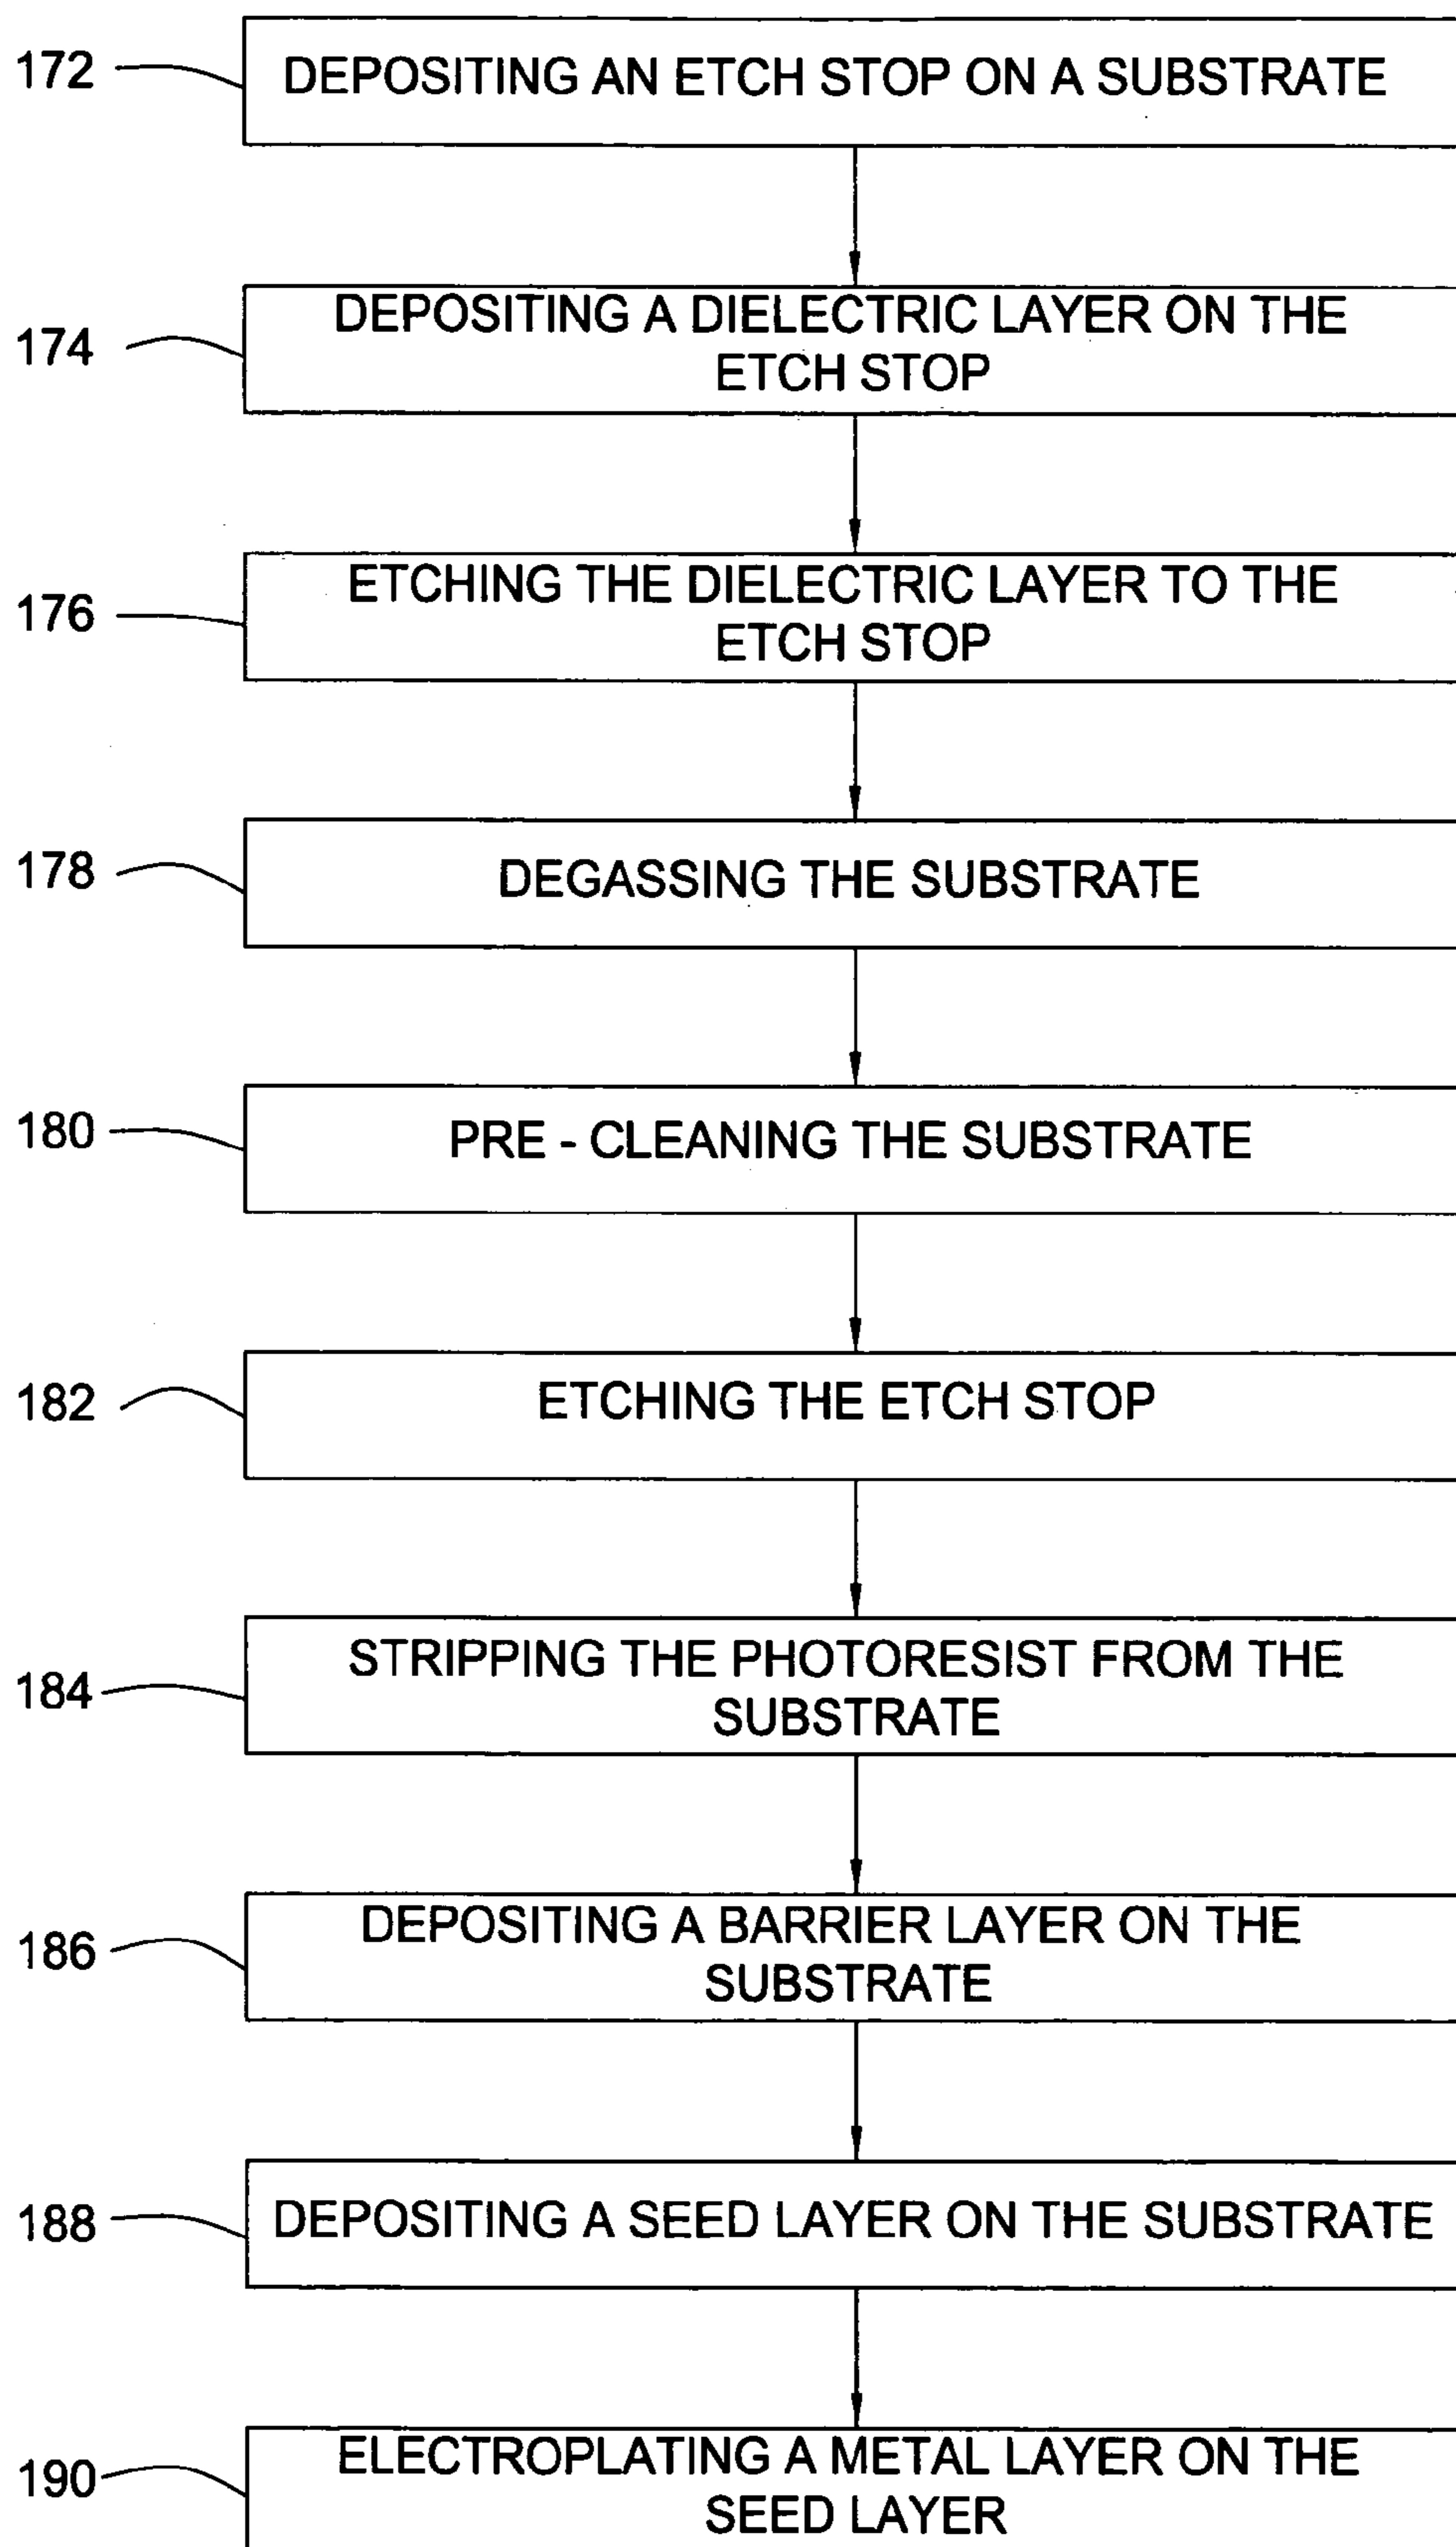 172 DEPOSITING AN ETCH STOP ON A SUBSTRATE
174 DEPOSITING A DIELECTRIC LAYER ON THE
ETCH STOP
176 ETCHING THE DIELECTRIC LAYER TO THE
ETCH STOP
178 DEGASSING THE SUBSTRATE
180 PRE - CLEANING THE SUBSTRATE
182 ETCHING THE ETCH STOP
184 STRIPPING THE PHOTORESIST FROM THE
SUBSTRATE
186 DEPOSITING A BARRIER LAYER ON THE
SUBSTRATE
188 DEPOSITING A SEED LAYER ON THE SUBSTRATE
190 ELECTROPLATING A METAL LAYER ON THE
SEED LAYER